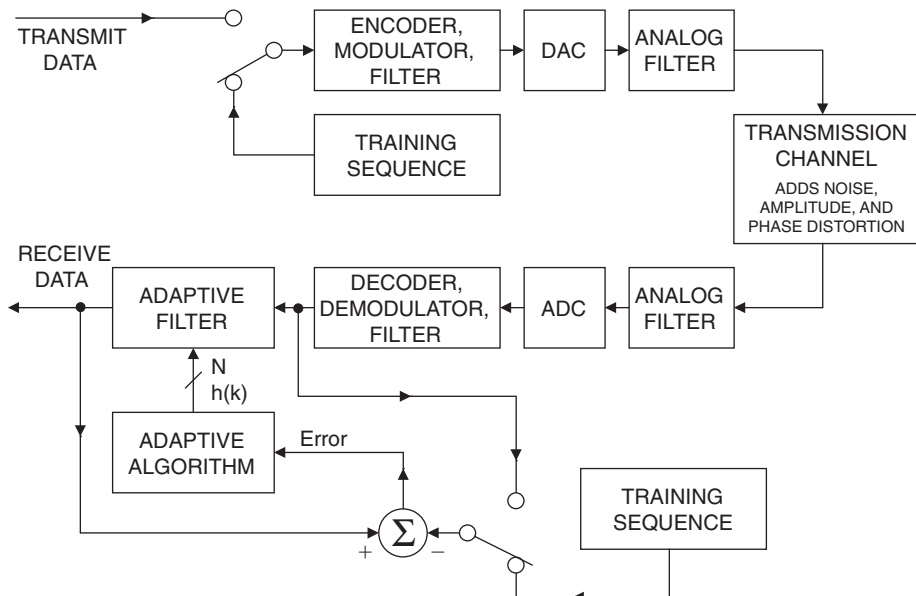 TRANSMIT
DATA
ENCODER,
MODULATOR,
FILTER
DAC
ANALOG
FILTER
TRAINING
SEQUENCE
TRANSMISSION
CHANNEL
ADDS NOISE,
AMPLITUDE, AND
PHASE DISTORTION
RECEIVE
DATA
ADAPTIVE
FILTER
DECODER,
DEMODULATOR,
FILTER
ADC
ANALOG
FILTER
N
h(k)
ADAPTIVE
ALGORITHM
Error
TRAINING
SEQUENCE
Σ
+
−